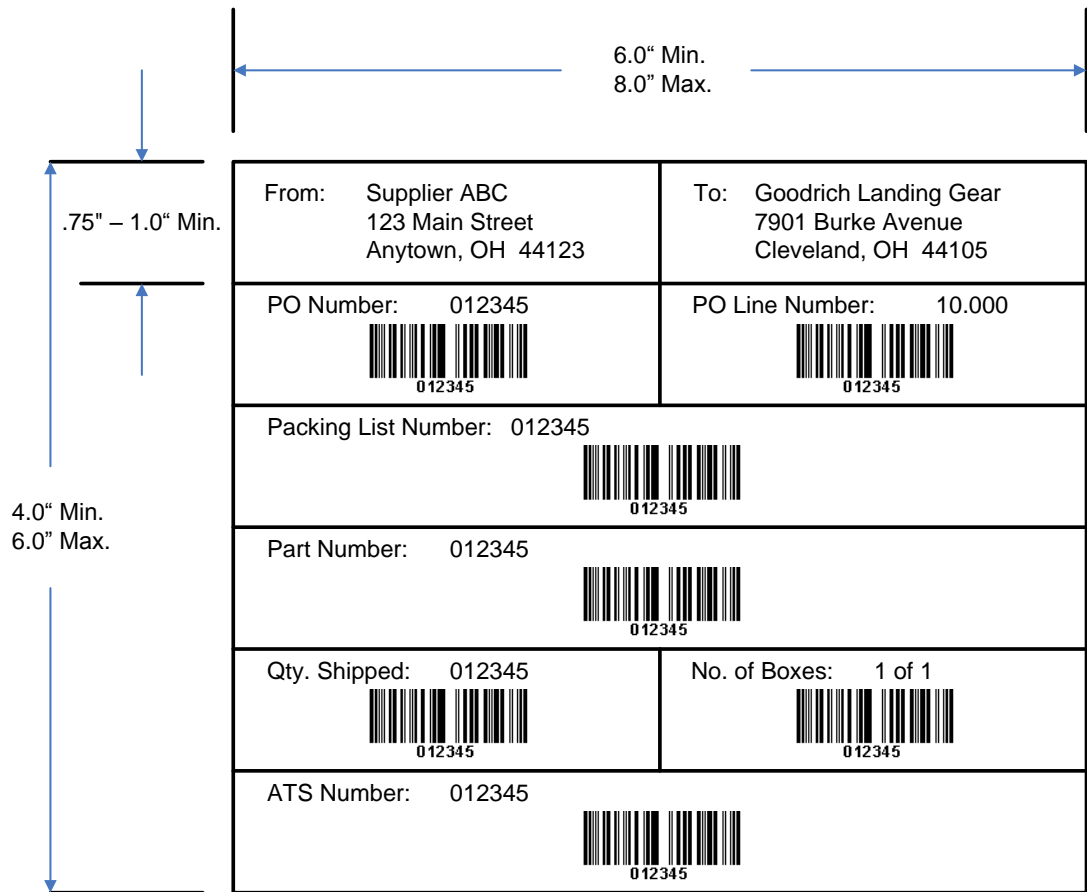 6.0“ Min.
8.0” Max.
.75" – 1.0“ Min.
4.0“ Min.
6.0” Max.
From: Supplier ABC
123 Main Street
Anytown, OH 44123
To: Goodrich Landing Gear
7901 Burke Avenue
Cleveland, OH 44105
PO Number: 012345
012345
PO Line Number: 10.000
012345
Packing List Number: 012345
012345
Part Number: 012345
012345
Qty. Shipped: 012345
012345
No. of Boxes: 1 of 1
012345
ATS Number: 012345
012345